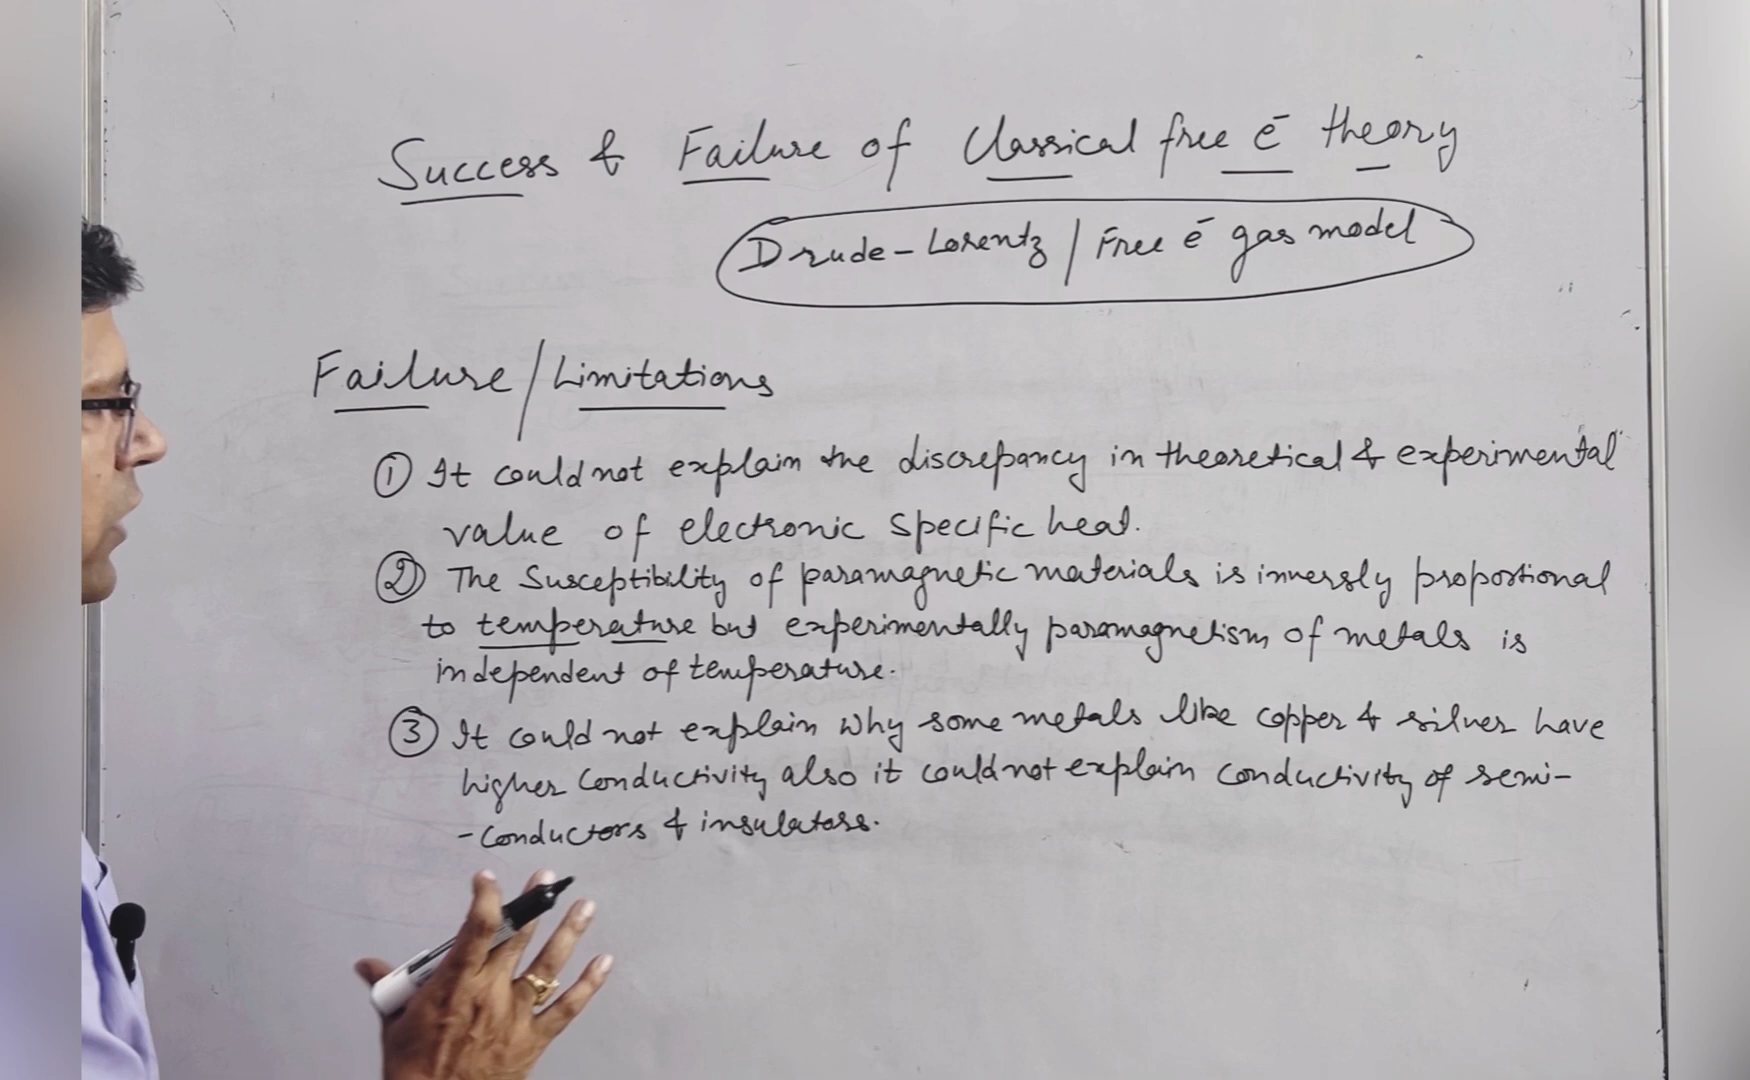 Success & Failure of Classical free ē theory
Drude-Lorentz / Free ē gas model
Failure / Limitations
① It could not explain the discrepancy in theoretical & experimental
value of electronic specific heat.
② The Susceptibility of paramagnetic materials is inversly proportional
to temperature but experimentally paramagnetism of metals is
independent of temperature.
③ It could not explain why some metals like copper & silver have
higher conductivity also it could not explain conductivity of semi-
-conductors & insulators.